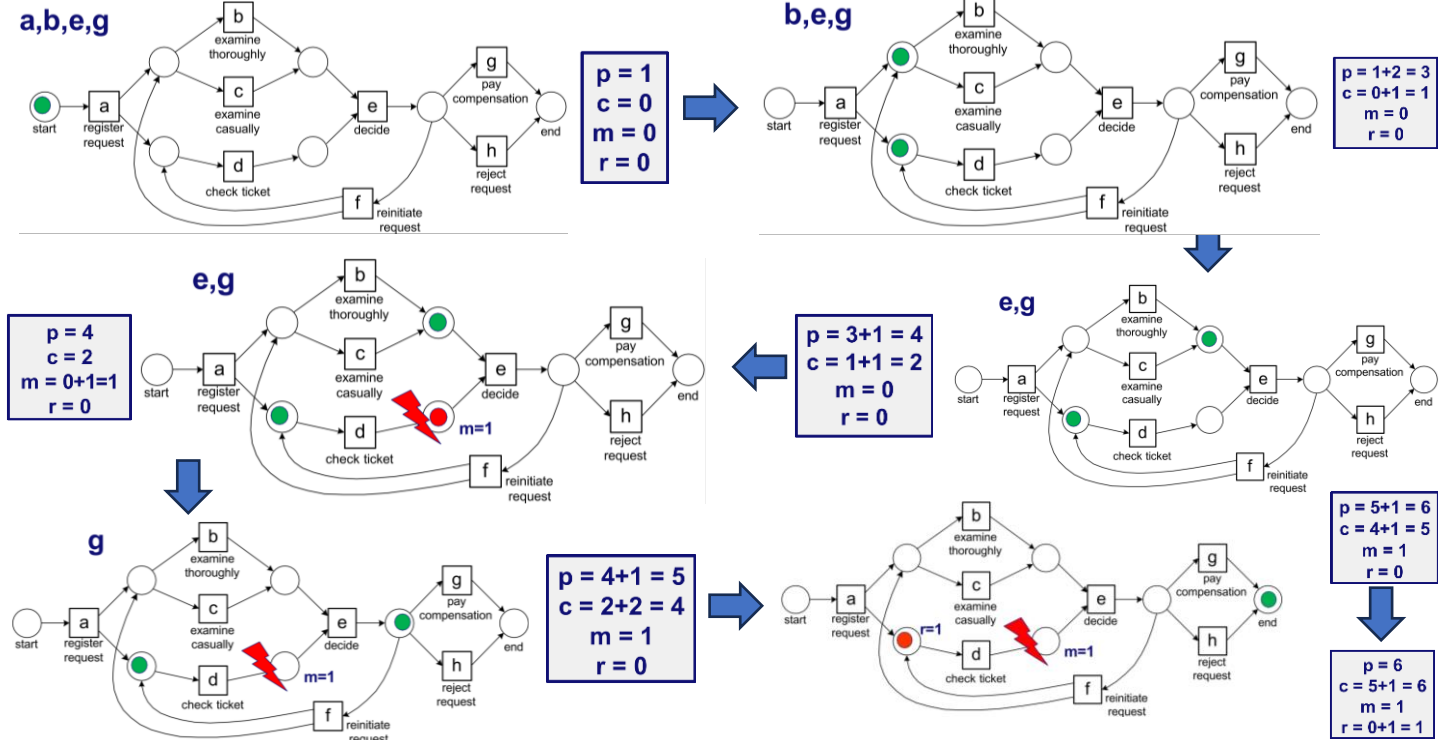 a,b,e,g
b
examine
thoroughly
c
examine
casually
a
register
request
start
d
check ticket
e
decide
g
pay
compensation
h
reject
request
end
f
reinitiate
request
p = 1
c = 0
m = 0
r = 0
b,e,g
b
examine
thoroughly
c
examine
casually
a
register
request
start
d
check ticket
e
decide
g
pay
compensation
h
reject
request
end
f
reinitiate
request
p = 1+2 = 3
c = 0+1 = 1
m = 0
r = 0
e,g
b
examine
thoroughly
c
examine
casually
a
register
request
start
d
check ticket
e
decide
g
pay
compensation
h
reject
request
end
f
reinitiate
request
p = 3+1 = 4
c = 1+1 = 2
m = 0
r = 0
e,g
b
examine
thoroughly
c
examine
casually
a
register
request
start
d
check ticket
m=1
e
decide
g
pay
compensation
h
reject
request
end
f
reinitiate
request
p = 4
c = 2
m = 0+1=1
r = 0
g
b
examine
thoroughly
c
examine
casually
a
register
request
start
d
check ticket
m=1
e
decide
g
pay
compensation
h
reject
request
end
f
reinitiate
request
p = 4+1 = 5
c = 2+2 = 4
m = 1
r = 0
b
examine
thoroughly
c
examine
casually
a
register
request
start
r=1
d
check ticket
m=1
e
decide
g
pay
compensation
h
reject
request
end
f
reinitiate
request
p = 5+1 = 6
c = 4+1 = 5
m = 1
r = 0
p = 6
c = 5+1 = 6
m = 1
r = 0+1 = 1